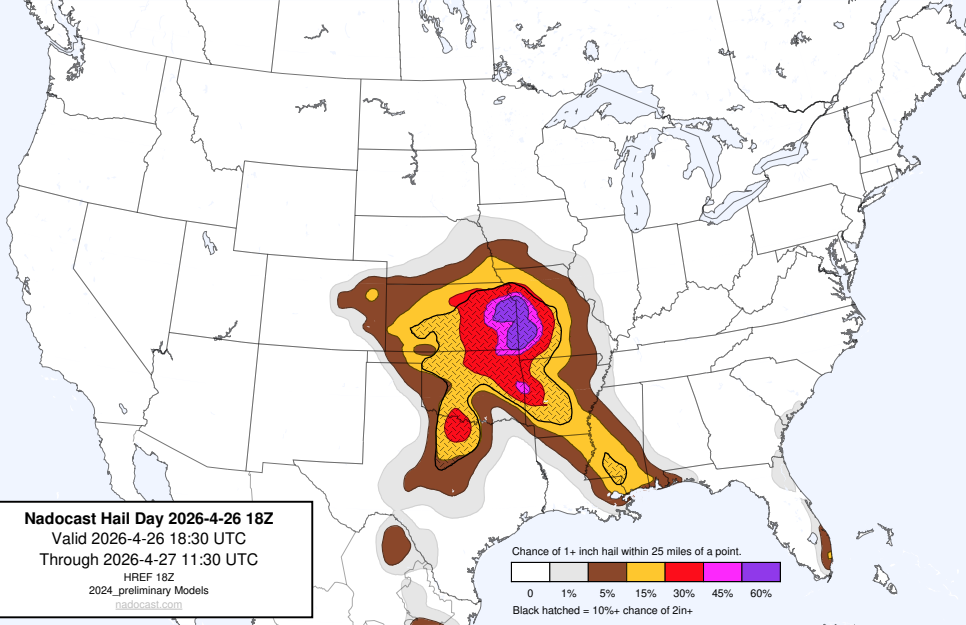 Nadocast Hail Day 2026-4-26 18Z
Valid 2026-4-26 18:30 UTC
Through 2026-4-27 11:30 UTC
HREF 18Z
2024_preliminary Models
nadocast.com
Chance of 1+ inch hail within 25 miles of a point.
0 1% 5% 15% 30% 45% 60%
Black hatched = 10%+ chance of 2in+